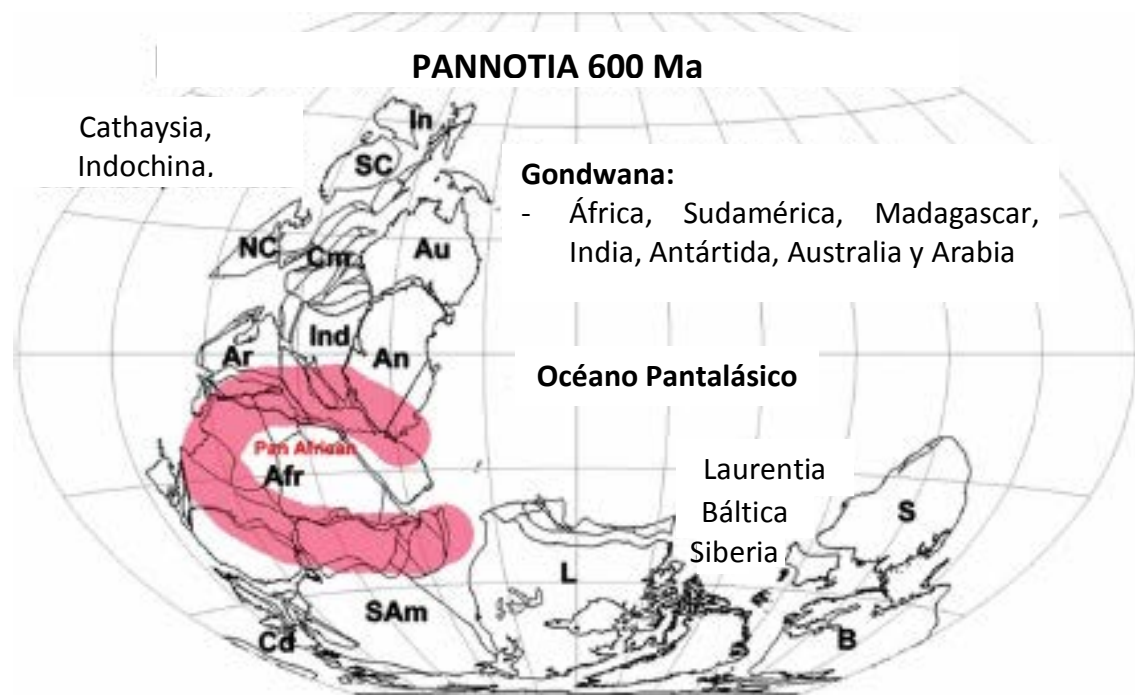 PANNOTIA 600 Ma
Cathaysia,
Indochina.
In
SC
Gondwana:
- África, Sudamérica, Madagascar,
India, Antártida, Australia y Arabia
NC
Cm
Au
Ar
Ind
An
Océano Pantalásico
Pan African
Afr
Laurentia
Báltica
Siberia
S
L
SAm
Cd
B